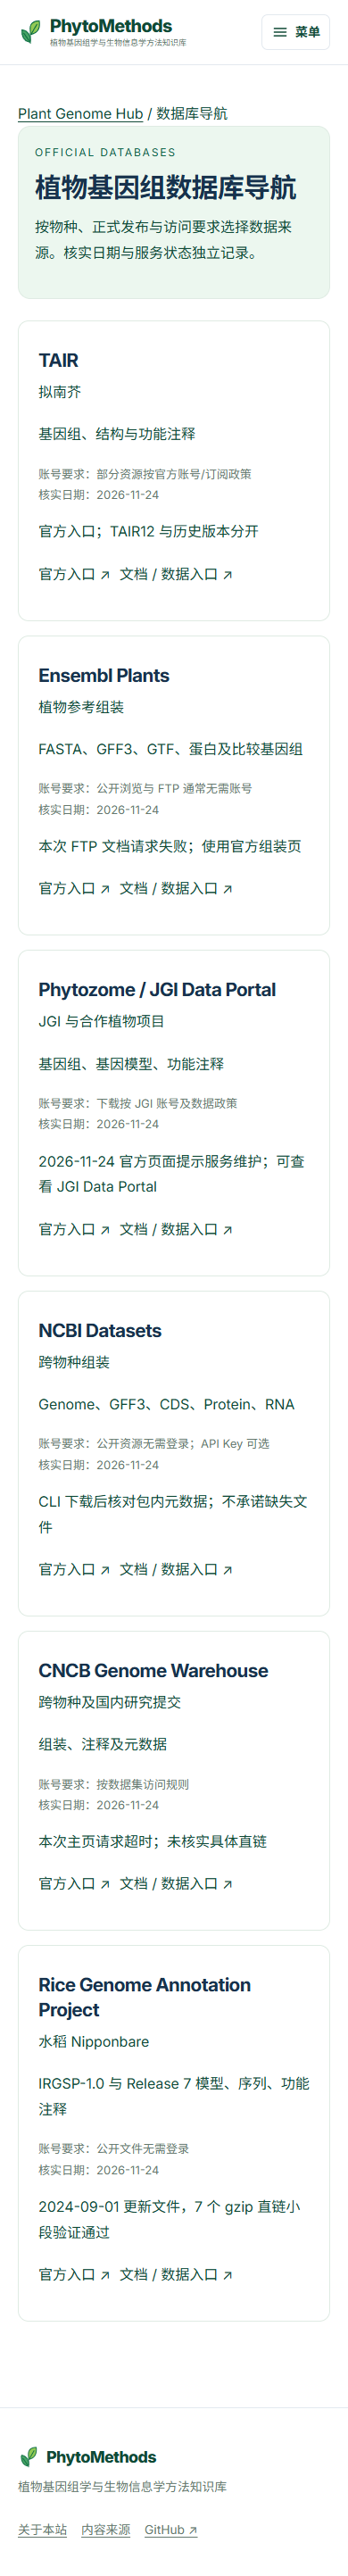 PhytoMethods
植物基因组学与生物信息学方法知识库
菜单
Plant Genome Hub / 数据库导航
OFFICIAL DATABASES
植物基因组数据库导航
按物种、正式发布与访问要求选择数据来
源。核实日期与服务状态独立记录。
TAIR
拟南芥
基因组、结构与功能注释
账号要求：部分资源按官方账号/订阅政策
核实日期：2026-11-24
官方入口；TAIR12 与历史版本分开
官方入口 ↗ 文档 / 数据入口 ↗
Ensembl Plants
植物参考组装
FASTA、GFF3、GTF、蛋白及比较基因组
账号要求：公开浏览与 FTP 通常无需账号
核实日期：2026-11-24
本次 FTP 文档请求失败；使用官方组装页
官方入口 ↗ 文档 / 数据入口 ↗
Phytozome / JGI Data Portal
JGI 与合作植物项目
基因组、基因模型、功能注释
账号要求：下载按 JGI 账号及数据政策
核实日期：2026-11-24
2026-11-24 官方页面提示服务维护；可查
看 JGI Data Portal
官方入口 ↗ 文档 / 数据入口 ↗
NCBI Datasets
跨物种组装
Genome、GFF3、CDS、Protein、RNA
账号要求：公开资源无需登录；API Key 可选
核实日期：2026-11-24
CLI 下载后核对包内元数据；不承诺缺失文
件
官方入口 ↗ 文档 / 数据入口 ↗
CNCB Genome Warehouse
跨物种及国内研究提交
组装、注释及元数据
账号要求：按数据集访问规则
核实日期：2026-11-24
本次主页请求超时；未核实具体直链
官方入口 ↗ 文档 / 数据入口 ↗
Rice Genome Annotation
Project
水稻 Nipponbare
IRGSP-1.0 与 Release 7 模型、序列、功能
注释
账号要求：公开文件无需登录
核实日期：2026-11-24
2024-09-01 更新文件，7 个 gzip 直链小
段验证通过
官方入口 ↗ 文档 / 数据入口 ↗
PhytoMethods
植物基因组学与生物信息学方法知识库
关于本站 内容来源 GitHub ↗